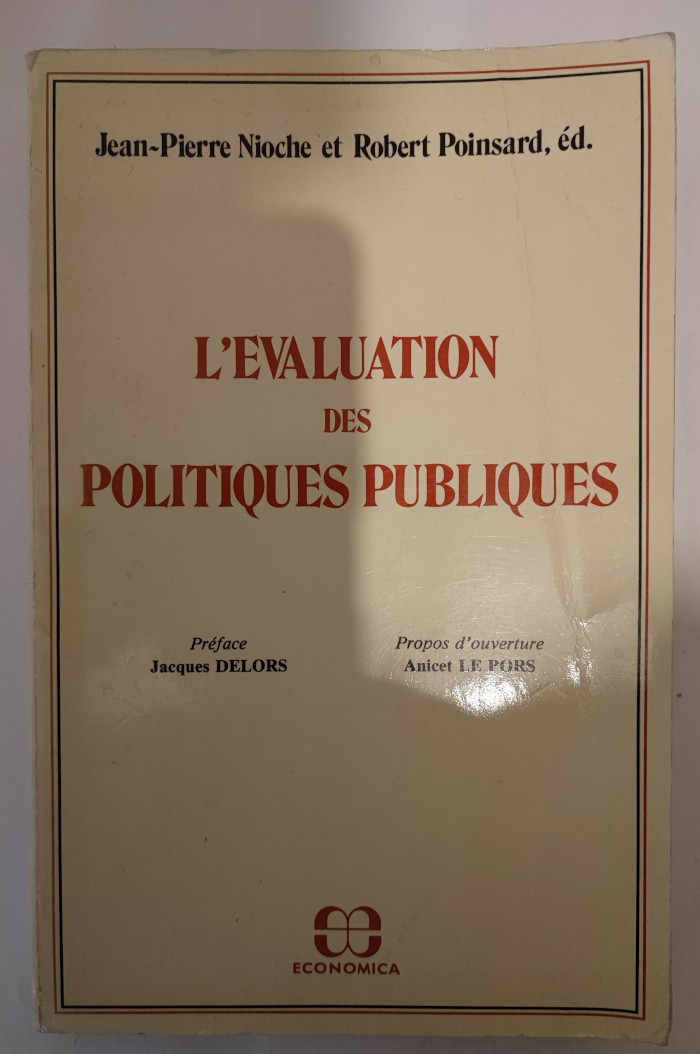 Jean-Pierre Nioche et Robert Poinsard, éd.
L'EVALUATION
DES
POLITIQUES PUBLIQUES
Préface
Jacques DELORS
Propos d'ouverture
Anicet LE PORS
ECONOMICA